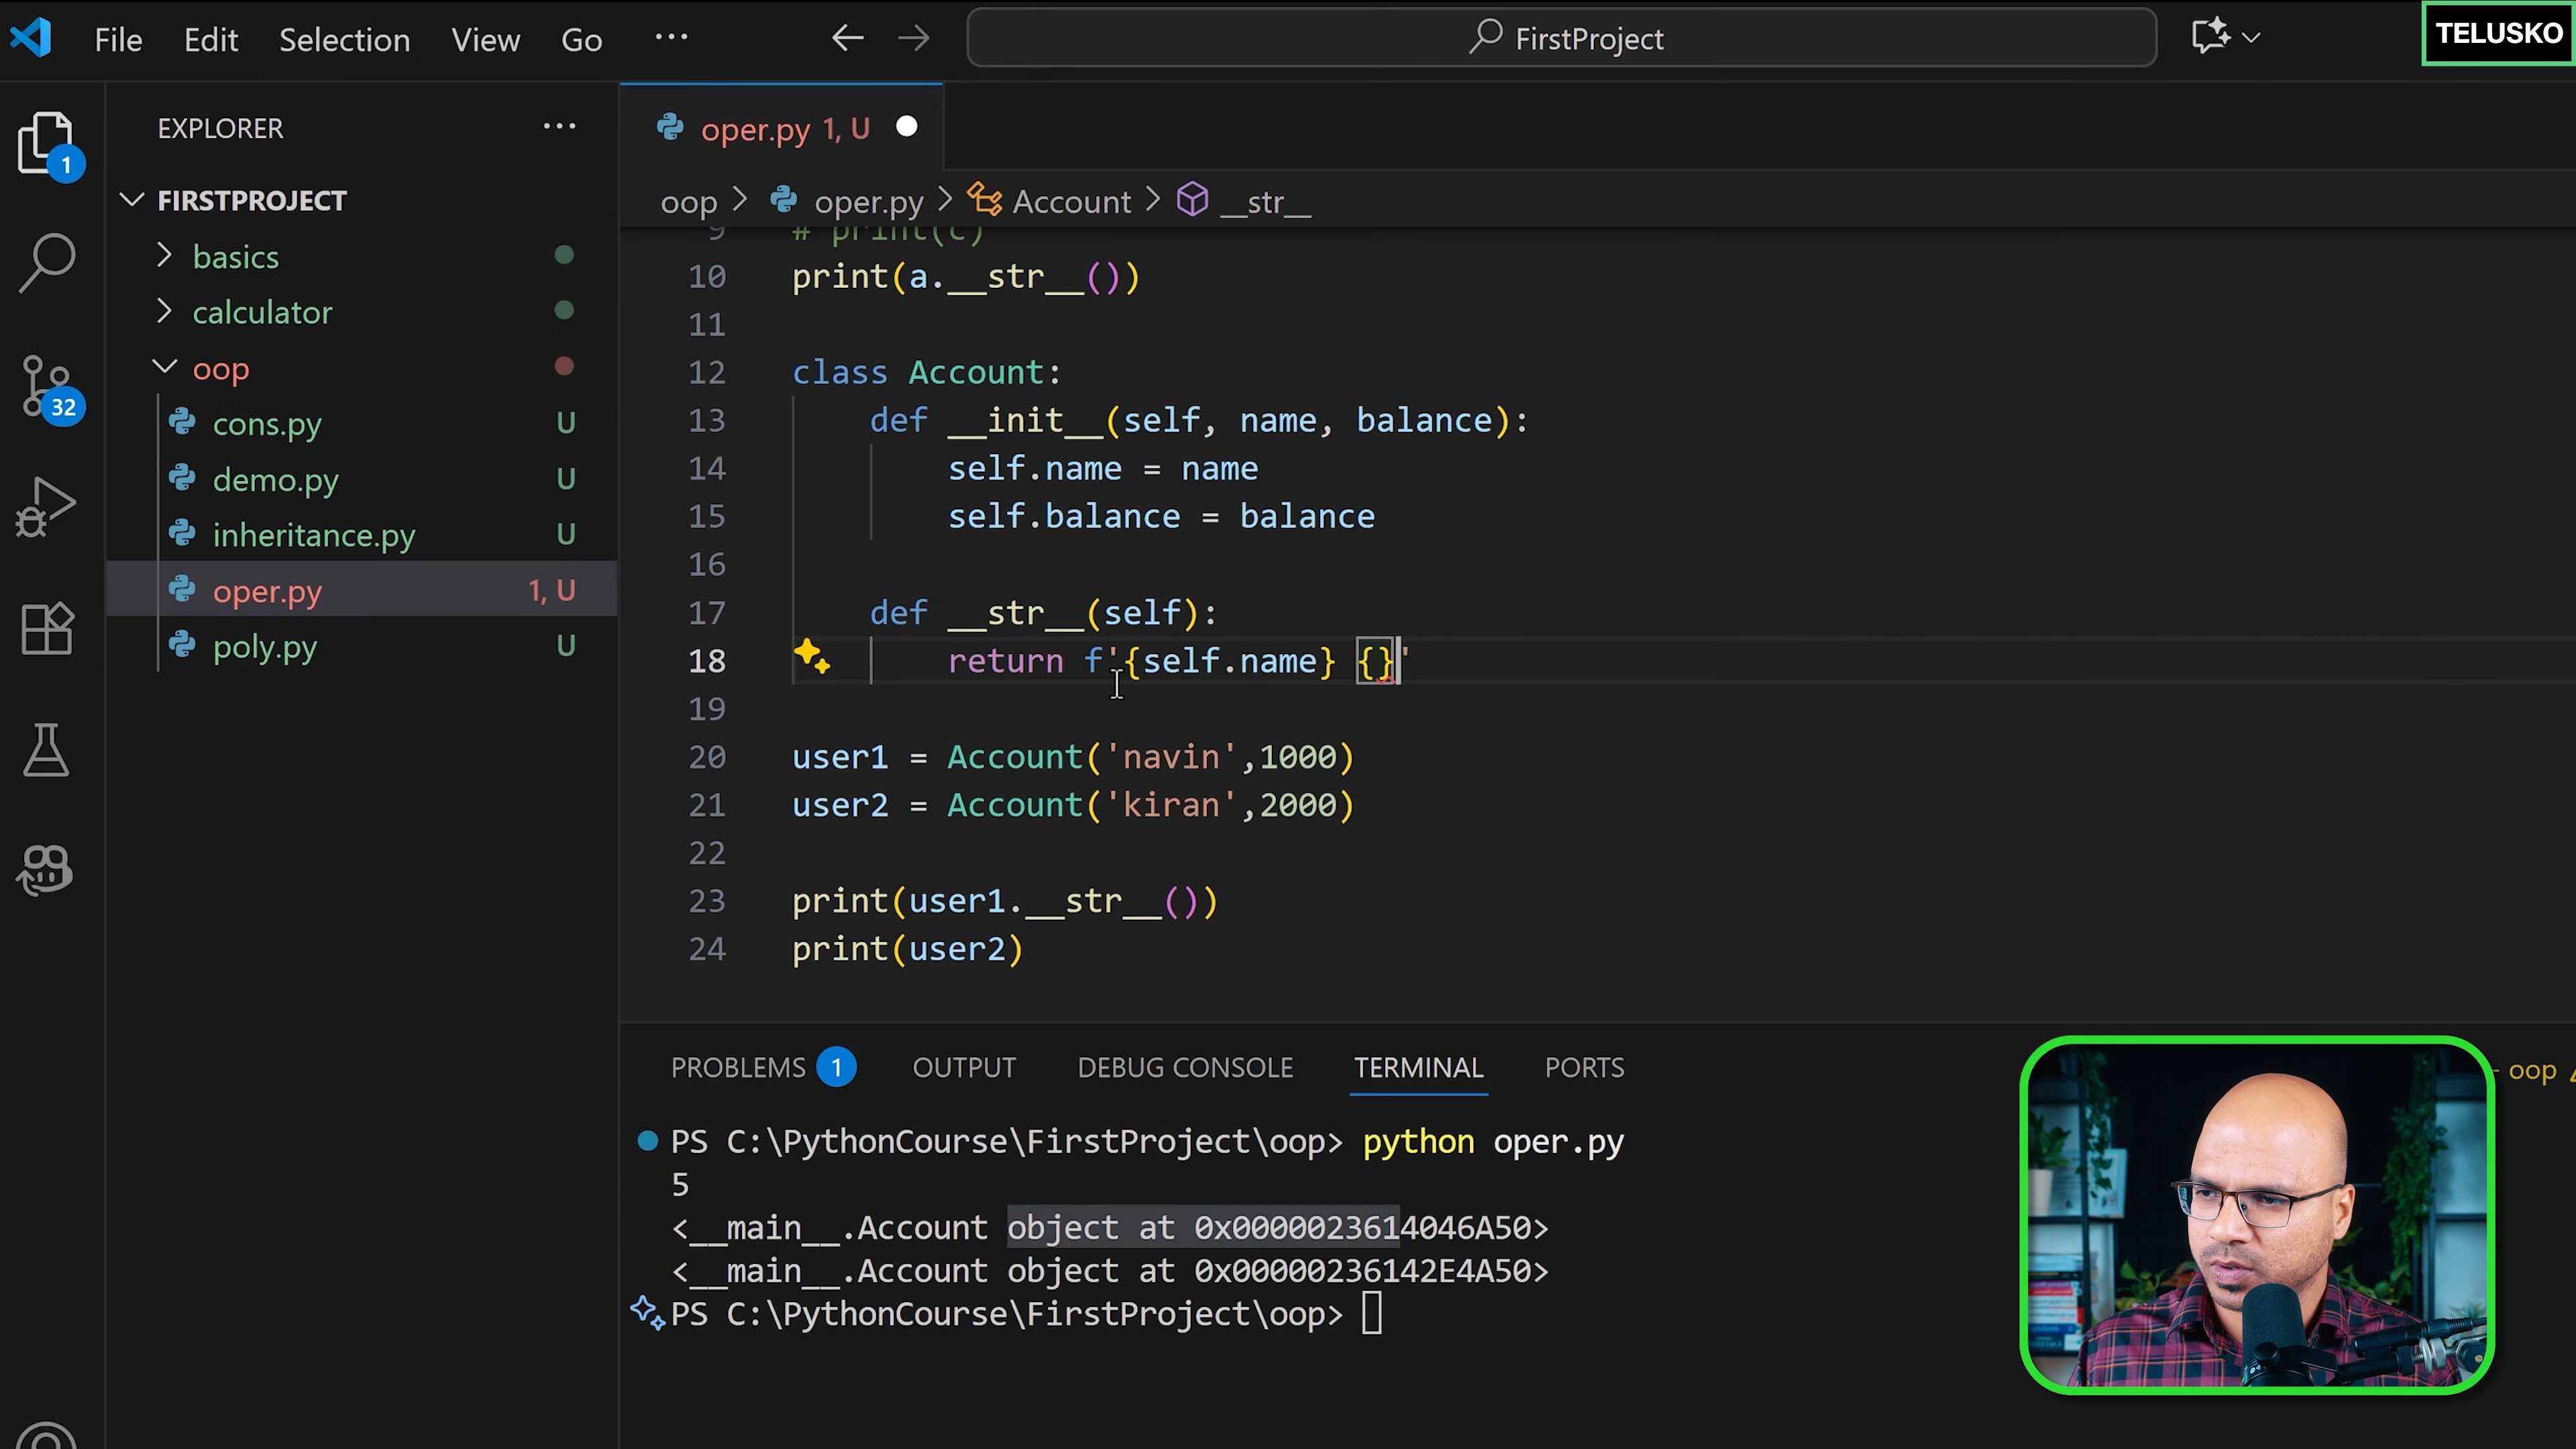 File Edit Selection View Go ··· FirstProject TELUSKO
EXPLORER ···
1
FIRSTPROJECT
basics
calculator
32
oop
cons.py U
demo.py U
inheritance.py U
oper.py 1, U
poly.py U
oper.py 1, U
oop > oper.py > Account > __str__
9 # print(c)
10 print(a.__str__())
11
12 class Account:
13 def __init__(self, name, balance):
14 self.name = name
15 self.balance = balance
16
17 def __str__(self):
18 return f'{self.name} {}'
19
20 user1 = Account('navin',1000)
21 user2 = Account('kiran',2000)
22
23 print(user1.__str__())
24 print(user2)
PROBLEMS 1 OUTPUT DEBUG CONSOLE TERMINAL PORTS oop
PS C:\PythonCourse\FirstProject\oop> python oper.py
5
<__main__.Account object at 0x0000023614046A50>
<__main__.Account object at 0x00000236142E4A50>
PS C:\PythonCourse\FirstProject\oop>